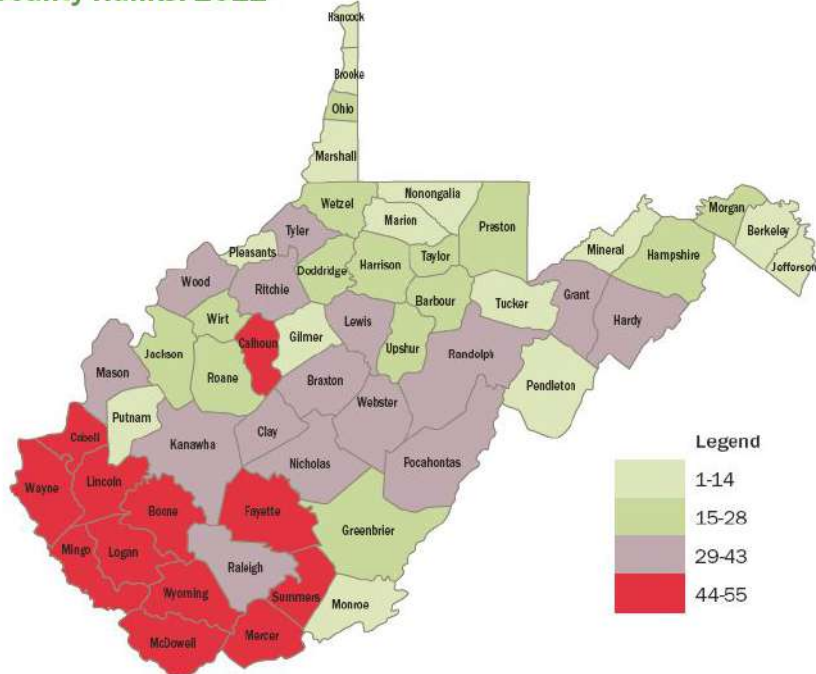 Hancock
Brooke
Ohio
Marshall
Wetzel
Nonongalia
Marion
Preston
Tyler
Pleasants
Doddridge
Harrison
Taylor
Mineral
Hampshire
Morgan
Berkeley
Jofforson
Wood
Ritchie
Barbour
Tucker
Grant
Hardy
Wirt
Calhoun
Gilmer
Lewis
Upshur
Randolph
Jackson
Roane
Mason
Braxton
Webster
Pendleton
Putnam
Kanawha
Clay
Nicholas
Pocahontas
Cabell
Wayne
Lincoln
Boone
Fayette
Greenbrier
Mingo
Logan
Raleigh
Wyoming
Summers
Monroe
McDowell
Mercer
Legend
1-14
15-28
29-43
44-55